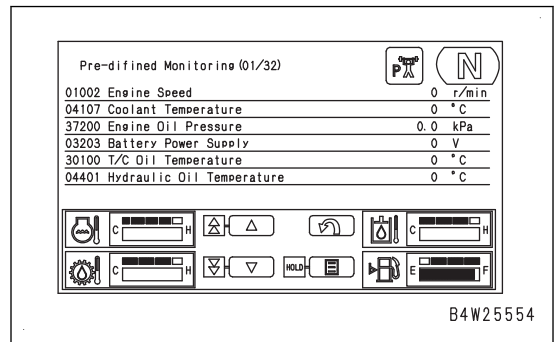 Pre-difined Monitoring (01/32)
P N
01002 Engine Speed 0 r/min
04107 Coolant Temperature 0 °C
37200 Engine Oil Pressure 0.0 kPa
03203 Battery Power Supply 0 V
30100 T/C Oil Temperature 0 °C
04401 Hydraulic Oil Temperature 0 °C
C H C H
C H HOLD E F
B4W25554